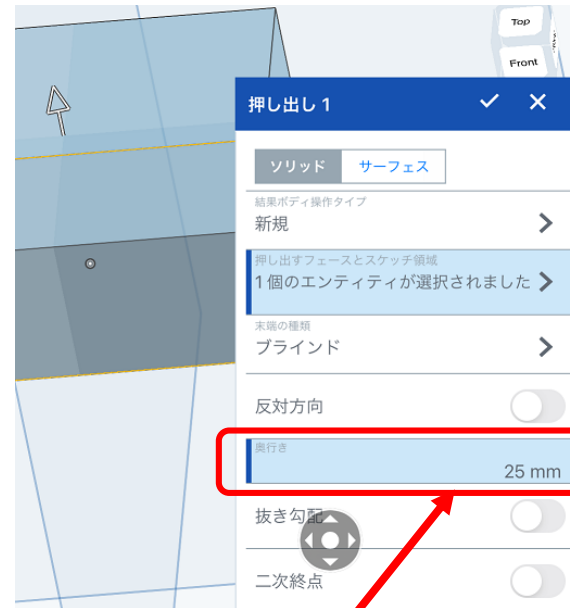 Top
Front
押し出し 1
ソリッド サーフェス
結果ボディ操作タイプ
新規
押し出すフェースとスケッチ領域
1 個のエンティティが選択されました
末端の種類
ブラインド
反対方向
奥行き
25 mm
抜き勾配
二次終点